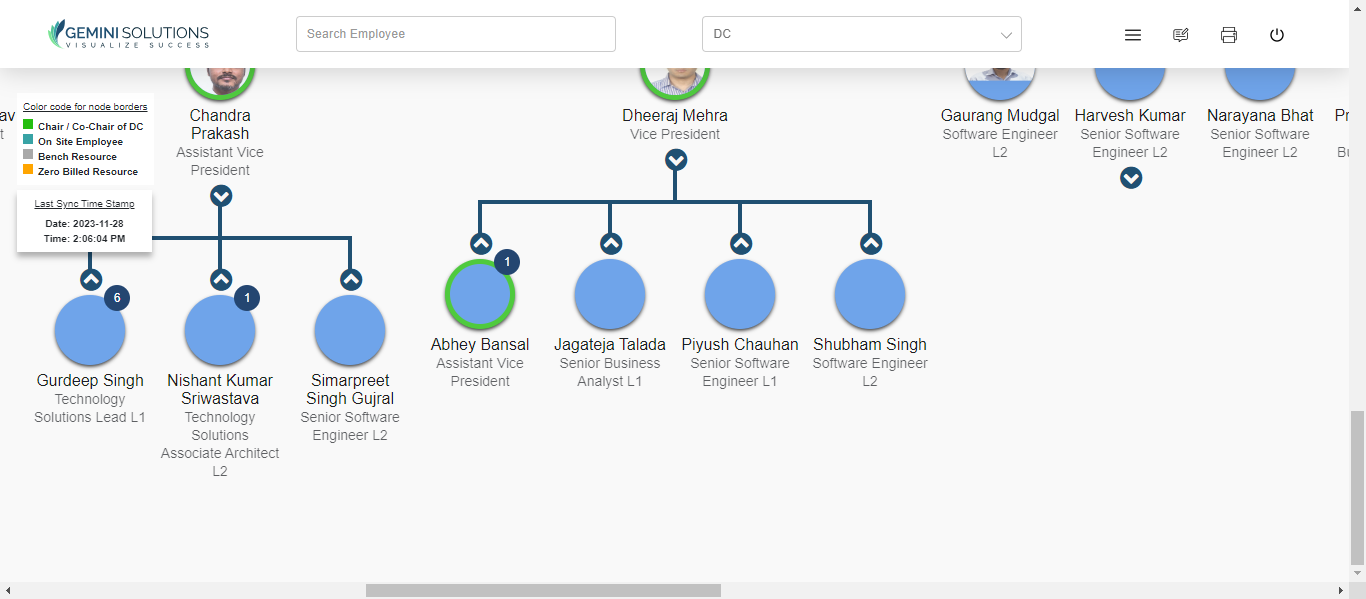 GEMINI SOLUTIONS
VISUALIZE SUCCESS
Search Employee
DC
Color code for node borders
Chair / Co-Chair of DC
On Site Employee
Bench Resource
Zero Billed Resource
Last Sync Time Stamp
Date: 2023-11-28
Time: 2:06:04 PM
av
t
Chandra
Prakash
Assistant Vice
President
Dheeraj Mehra
Vice President
Gaurang Mudgal
Software Engineer
L2
Harvesh Kumar
Senior Software
Engineer L2
Narayana Bhat
Senior Software
Engineer L2
Pr
Bu
6
Gurdeep Singh
Technology
Solutions Lead L1
1
Nishant Kumar
Sriwastava
Technology
Solutions
Associate Architect
L2
Simarpreet
Singh Gujral
Senior Software
Engineer L2
1
Abhey Bansal
Assistant Vice
President
Jagateja Talada
Senior Business
Analyst L1
Piyush Chauhan
Senior Software
Engineer L1
Shubham Singh
Software Engineer
L2